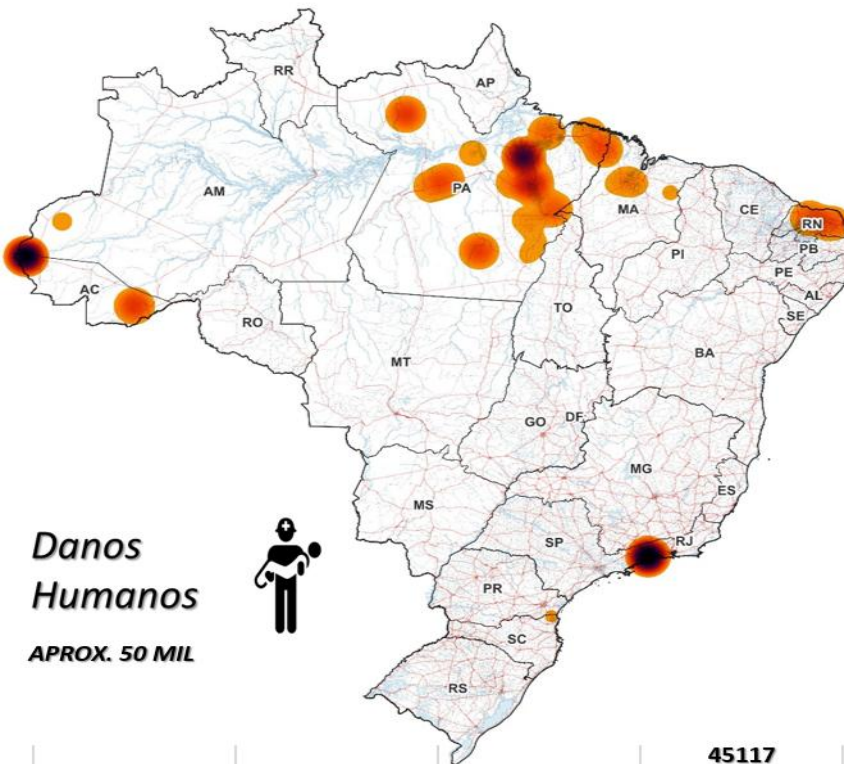 RR
AP
AM
PA
MA
CE
RN
PB
PE
AL
SE
PI
AC
RO
TO
BA
MT
GO
DF
MG
ES
MS
SP
RJ
PR
SC
RS
Danos
Humanos
APROX. 50 MIL
45117